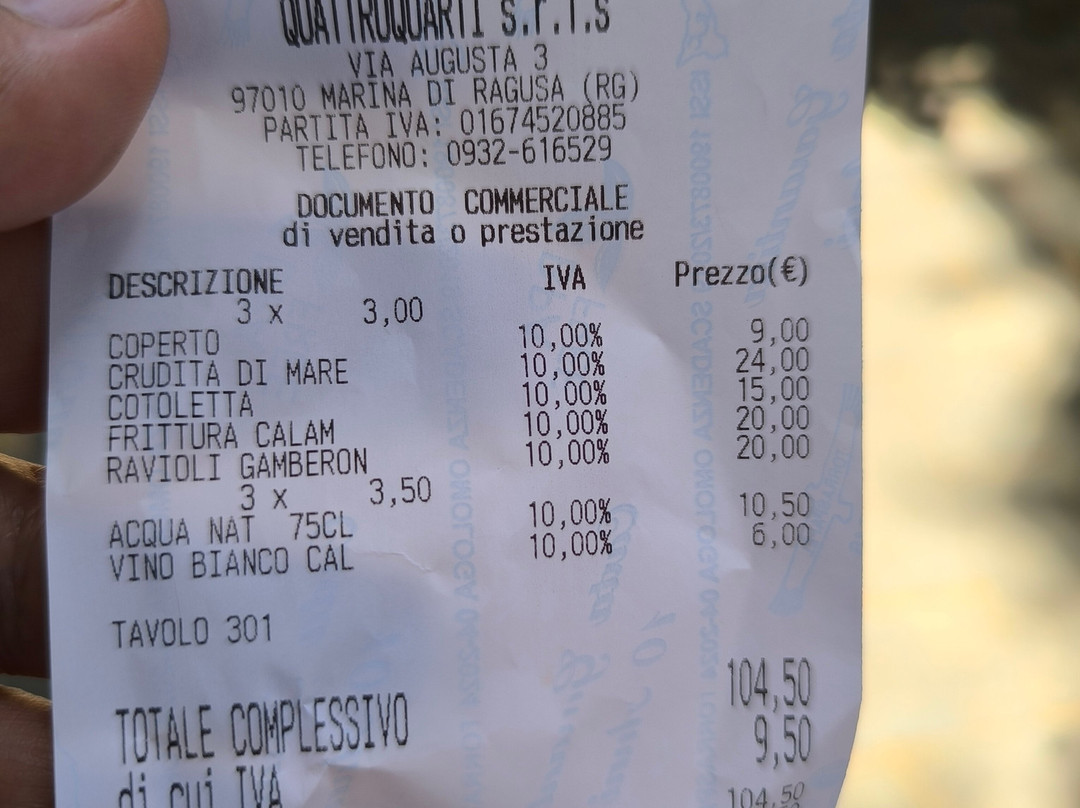 QUATTROQUARTI s.r.l.s
VIA AUGUSTA 3
97010 MARINA DI RAGUSA (RG)
PARTITA IVA: 01674520885
TELEFONO: 0932-616529
DOCUMENTO COMMERCIALE
di vendita o prestazione
DESCRIZIONE IVA Prezzo(€)
3 x 3,00
COPERTO 10,00% 9,00
CRUDITA DI MARE 10,00% 24,00
COTOLETTA 10,00% 15,00
FRITTURA CALAM 10,00% 20,00
RAVIOLI GAMBERON 10,00% 20,00
3 x 3,50
ACQUA NAT 75CL 10,00% 10,50
VINO BIANCO CAL 10,00% 6,00
TAVOLO 301
TOTALE COMPLESSIVO 104,50
di cui IVA 9,50
104,50